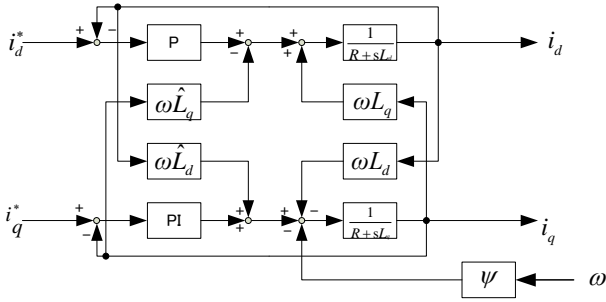 i_d^* + − P + − + + 1/(R+sL_d) i_d
ωL̂_q ωL_q
ωL̂_d ωL_d
i_q^* + − PI + + + − − 1/(R+sL_q) i_q
ψ ω